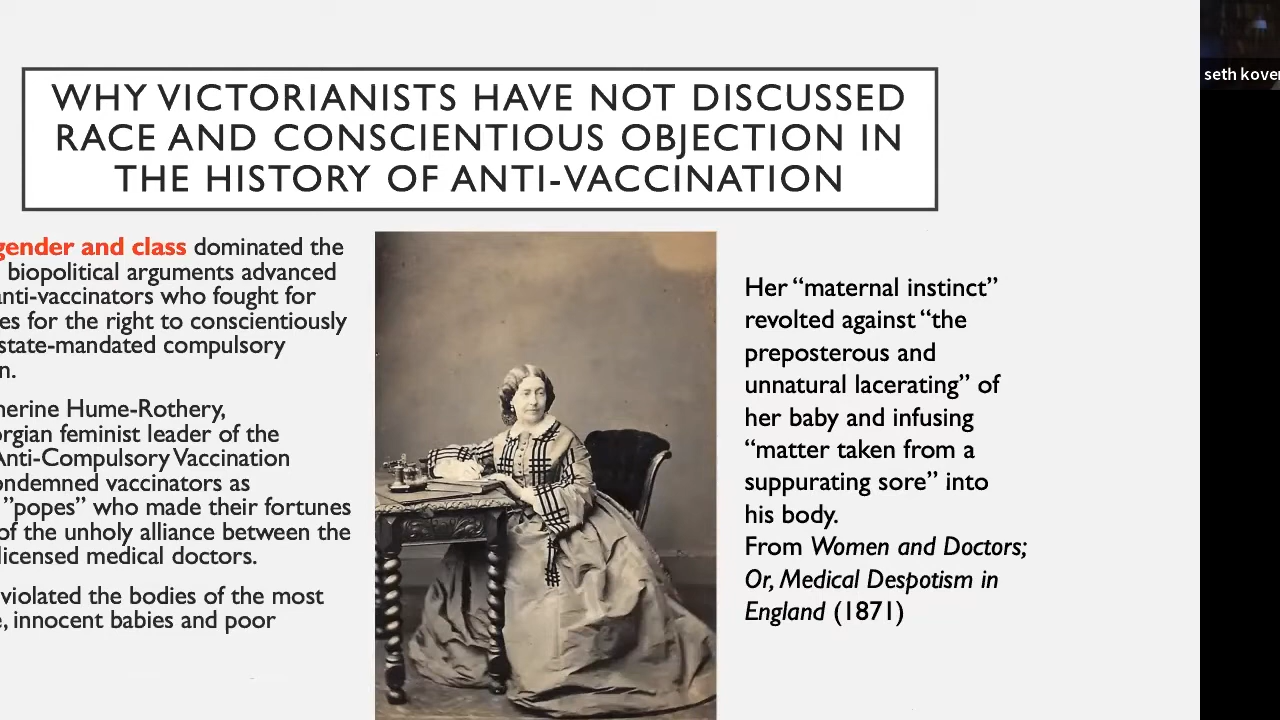 WHY VICTORIANISTS HAVE NOT DISCUSSED
RACE AND CONSCIENTIOUS OBJECTION IN
THE HISTORY OF ANTI-VACCINATION
gender and class dominated the
biopolitical arguments advanced
anti-vaccinators who fought for
es for the right to conscientiously
state-mandated compulsory
n.
herine Hume-Rothery,
orgian feminist leader of the
Anti-Compulsory Vaccination
ondemned vaccinators as
"popes” who made their fortunes
of the unholy alliance between the
licensed medical doctors.
violated the bodies of the most
e, innocent babies and poor
Her “maternal instinct”
revolted against “the
preposterous and
unnatural lacerating” of
her baby and infusing
“matter taken from a
suppurating sore” into
his body.
From Women and Doctors;
Or, Medical Despotism in
England (1871)
seth kove